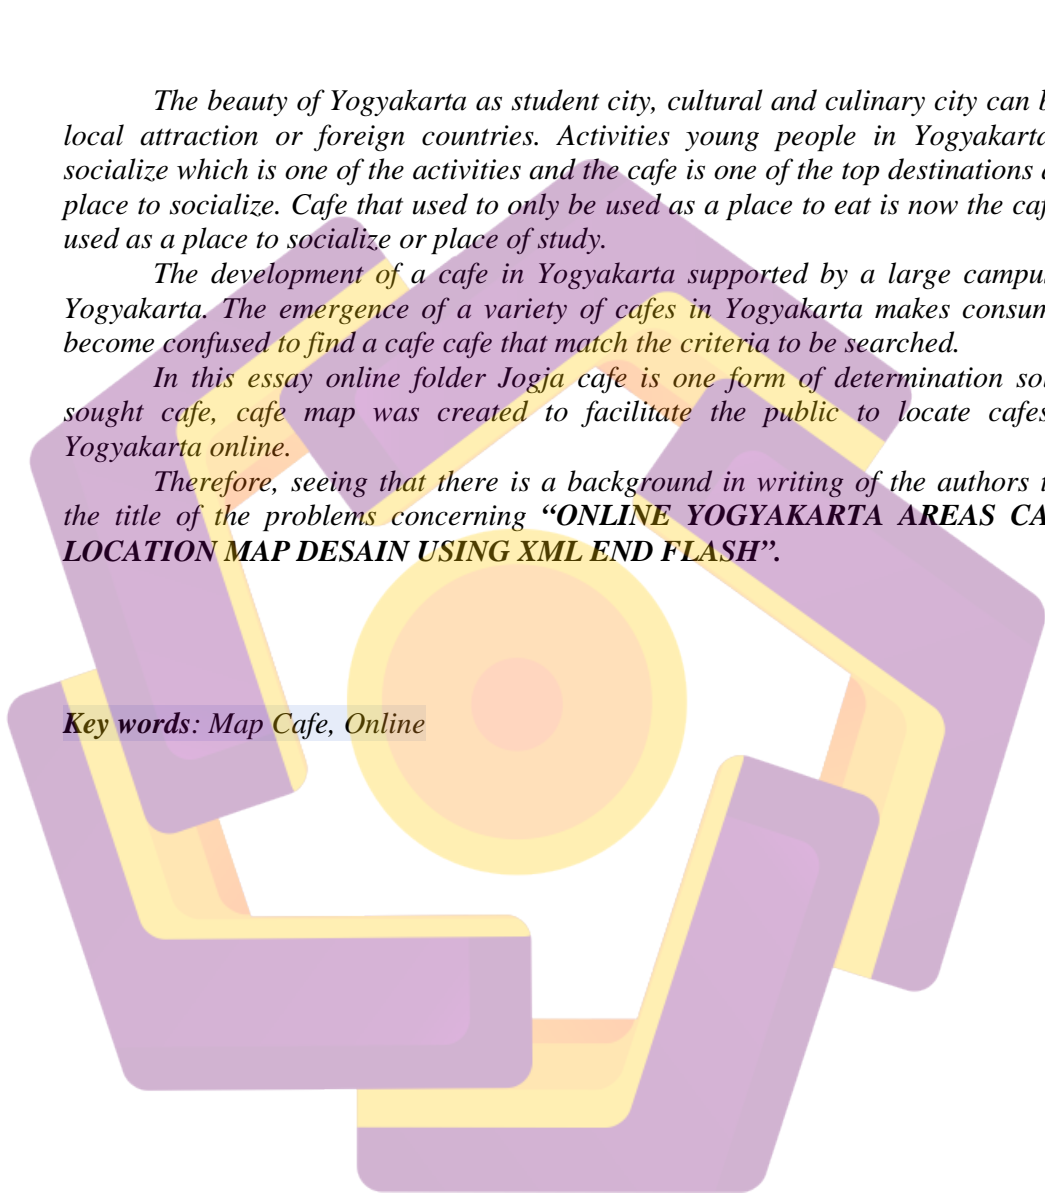 The beauty of Yogyakarta as student city, cultural and culinary city can
local attraction or foreign countries. Activities young people in Yogyakarta
socialize which is one of the activities and the cafe is one of the top destinations
place to socialize. Cafe that used to only be used as a place to eat is now the
used as a place to socialize or place of study.
The development of a cafe in Yogyakarta supported by a large
Yogyakarta. The emergence of a variety of cafes in Yogyakarta makes
become confused to find a cafe cafe that match the criteria to be searched.
In this essay online folder Jogja cafe is one form of determination
sought cafe, cafe map was created to facilitate the public to locate cafes
Yogyakarta online.
Therefore, seeing that there is a background in writing of the authors
the title of the problems concerning “ONLINE YOGYAKARTA AREAS
LOCATION MAP DESAIN USING XML END FLASH”.
Key words: Map Cafe, Online